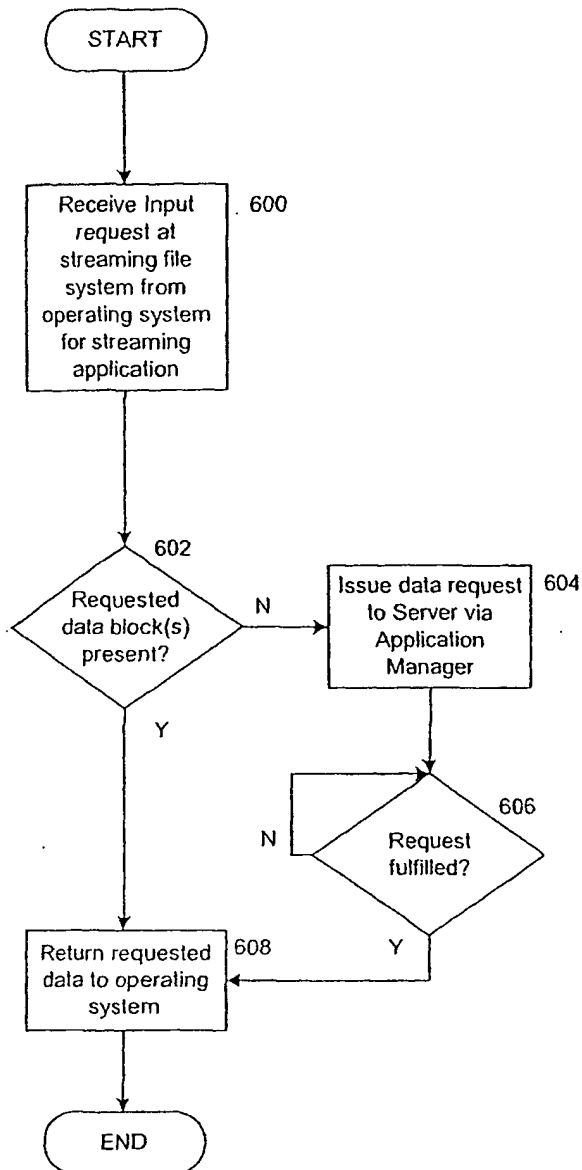 START
Receive Input
request at
streaming file
system from
operating system
for streaming
application
600
602
Requested
data block(s)
present?
N
Y
Issue data request
to Server via
Application
Manager
604
606
Request
fulfilled?
N
Y
Return requested
data to operating
system
608
END